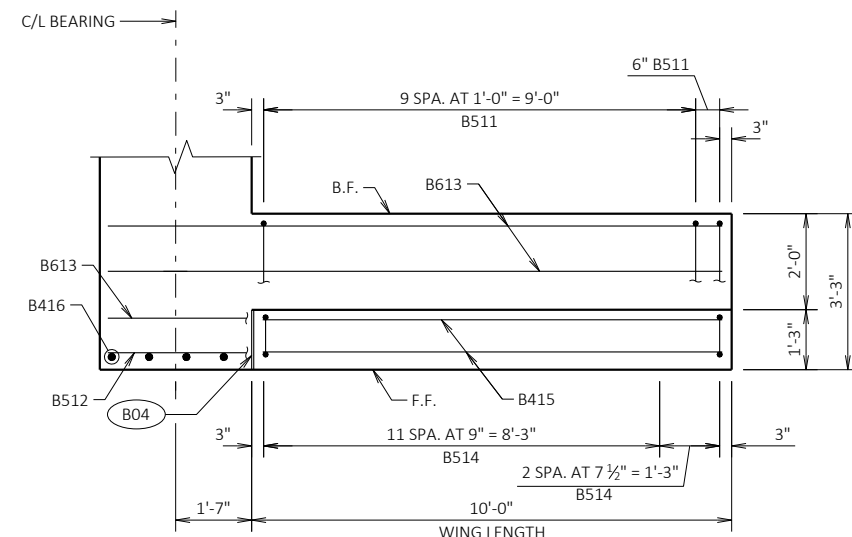 C/L BEARING
6" B511
3"
9 SPA. AT 1'-0" = 9'-0"
B511
3"
B.F.
B613
B613
B416
2'-0"
3'-3"
1'-3"
B512
B04
F.F.
B415
3"
11 SPA. AT 9" = 8'-3"
B514
3"
2 SPA. AT 7 ½" = 1'-3"
B514
1'-7"
10'-0"
WING LENGTH